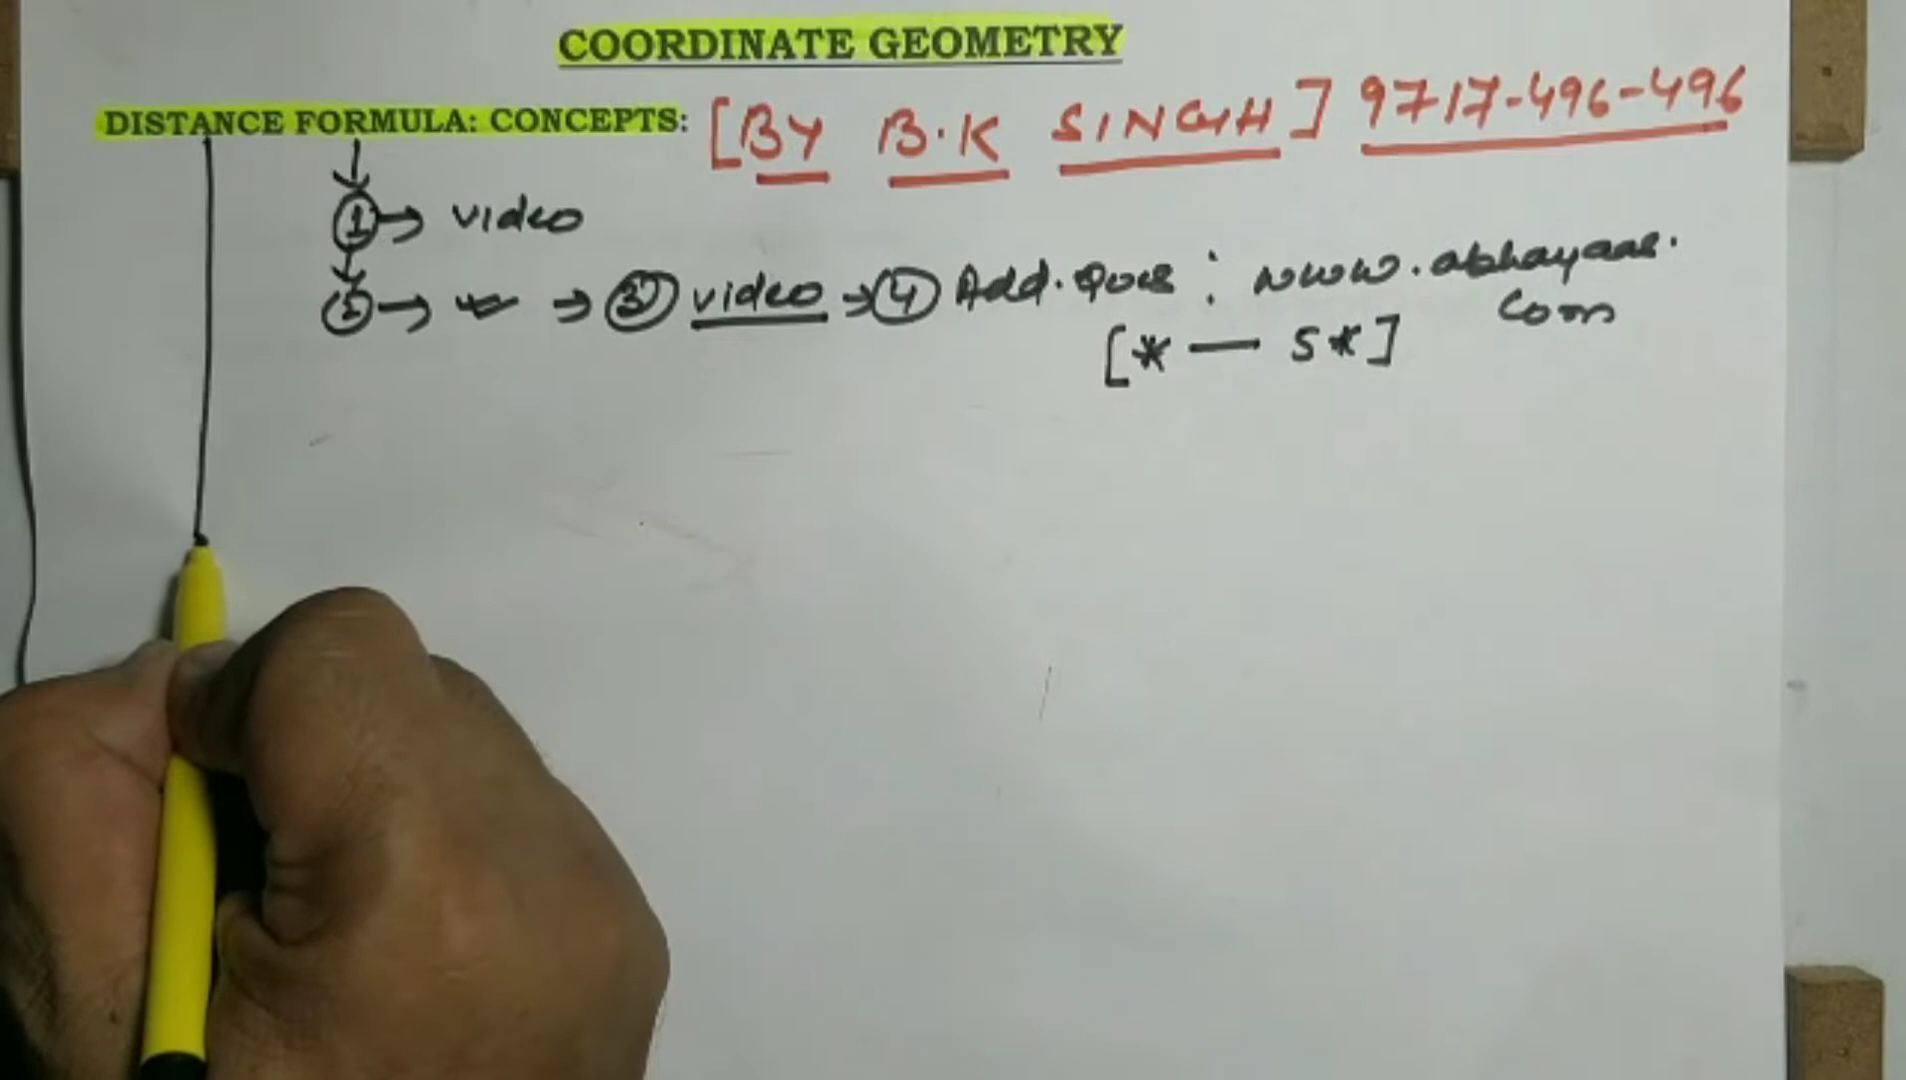 COORDINATE GEOMETRY
DISTANCE FORMULA: CONCEPTS: [BY B.K SINGH] 9717-496-496
① → video
② → → ③ video → ④ Add. Ques : www.abhayaas.
com
[* — 5*]